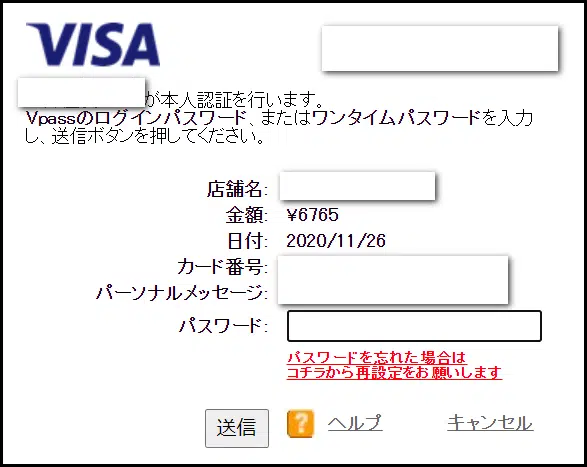 VISA
が本人認証を行います。
Vpassのログインパスワード、またはワンタイムパスワードを入力
し、送信ボタンを押してください。
店舗名:
金額: ¥6765
日付: 2020/11/26
カード番号:
パーソナルメッセージ:
パスワード:
パスワードを忘れた場合は
コチラから再設定をお願いします
送信 ? ヘルプ キャンセル